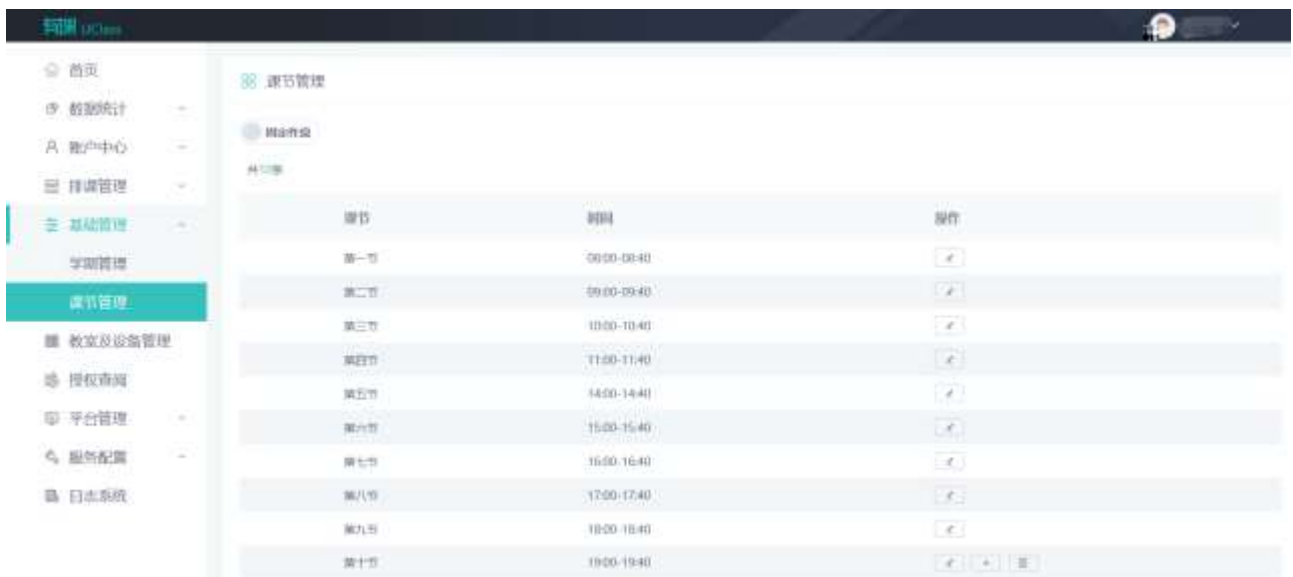 UClass
首页
课节管理
数据统计
账户中心
排课管理
基础管理
学期管理
课节管理
教室及设备管理
授权查阅
平台管理
服务配置
日志系统
课节 时间 操作
第一节 08:00-08:40
第二节 09:00-09:40
第三节 10:00-10:40
第四节 11:00-11:40
第五节 14:00-14:40
第六节 15:00-15:40
第七节 16:00-16:40
第八节 17:00-17:40
第九节 18:00-18:40
第十节 19:00-19:40